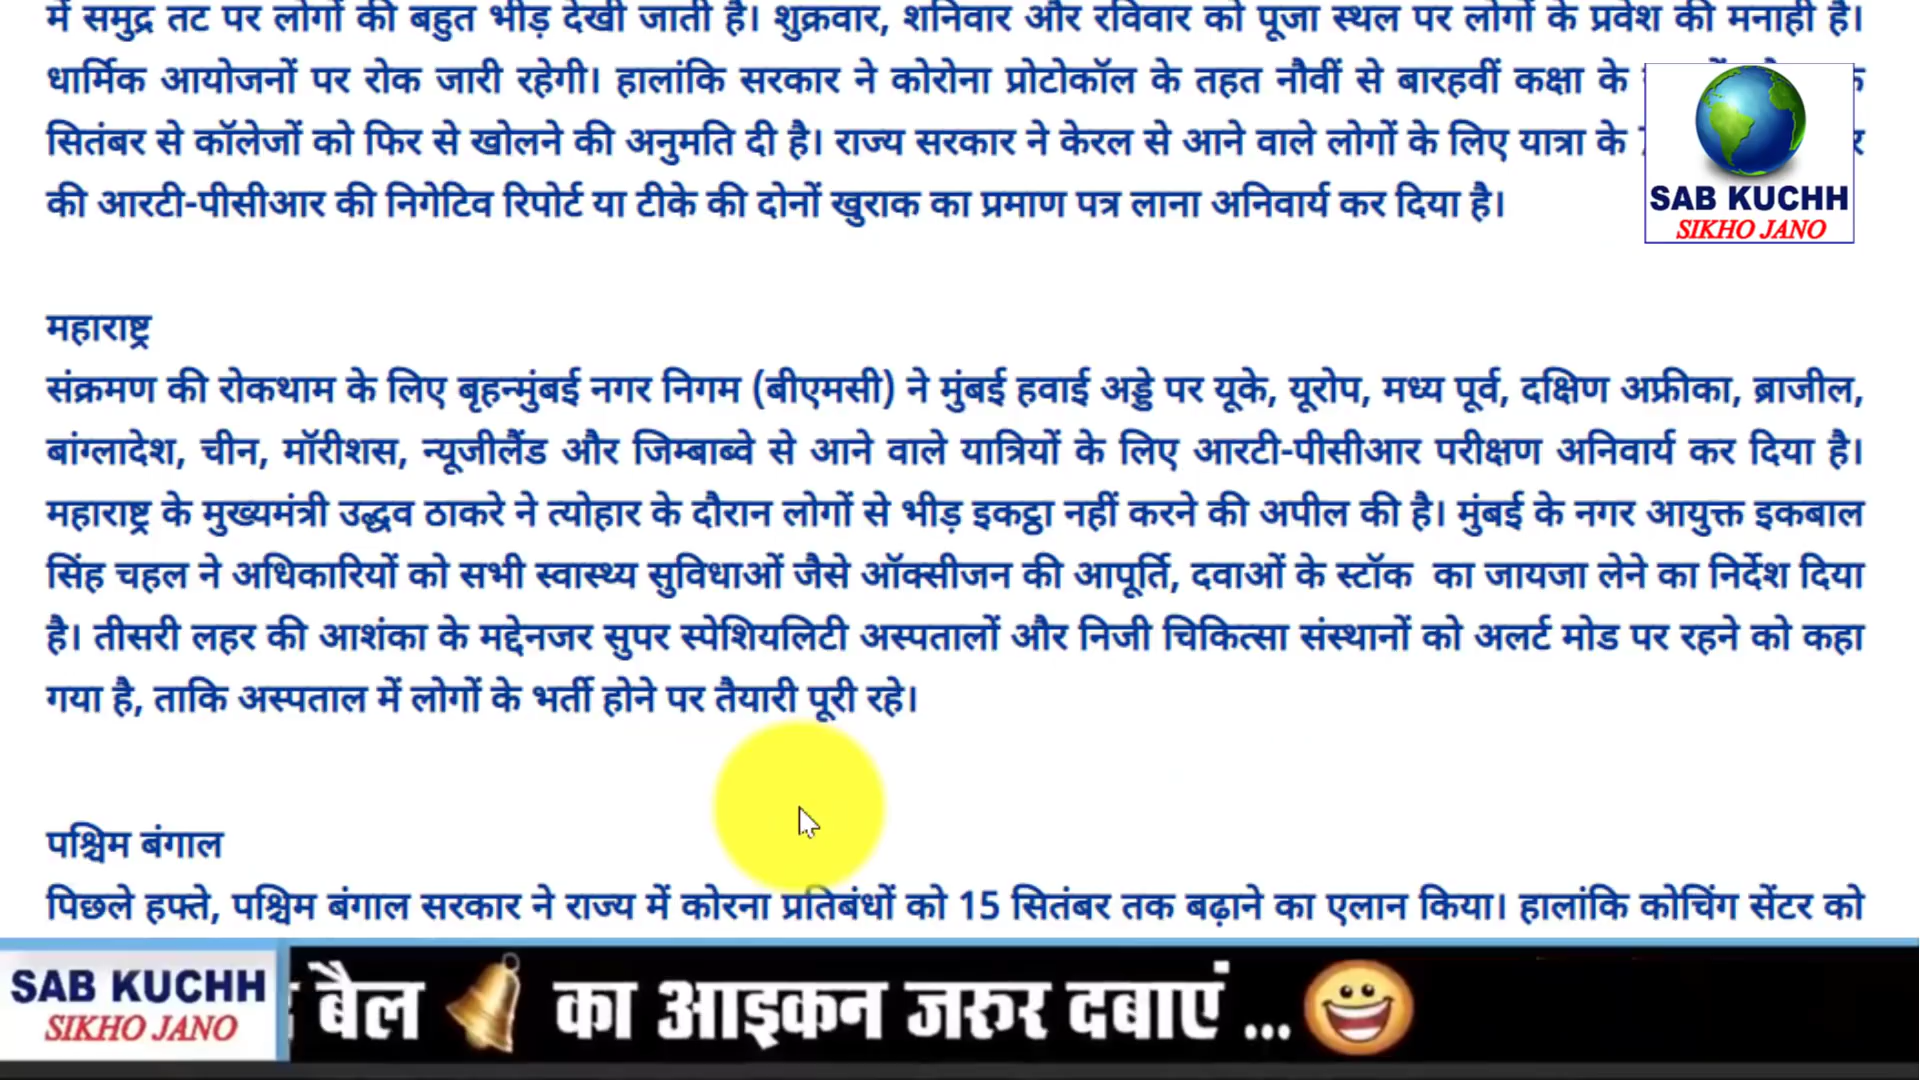 में समुद्र तट पर लोगों की बहुत भीड़ देखी जाती है। शुक्रवार, शनिवार और रविवार को पूजा स्थल पर लोगों के प्रवेश की मनाही है।
धार्मिक आयोजनों पर रोक जारी रहेगी। हालांकि सरकार ने कोरोना प्रोटोकॉल के तहत नौवीं से बारहवीं कक्षा के
सितंबर से कॉलेजों को फिर से खोलने की अनुमति दी है। राज्य सरकार ने केरल से आने वाले लोगों के लिए यात्रा के
की आरटी-पीसीआर की निगेटिव रिपोर्ट या टीके की दोनों खुराक का प्रमाण पत्र लाना अनिवार्य कर दिया है।
SAB KUCHH
SIKHO JANO
महाराष्ट्र
संक्रमण की रोकथाम के लिए बृहन्मुंबई नगर निगम (बीएमसी) ने मुंबई हवाई अड्डे पर यूके, यूरोप, मध्य पूर्व, दक्षिण अफ्रीका, ब्राजील,
बांग्लादेश, चीन, मॉरीशस, न्यूजीलैंड और जिम्बाब्वे से आने वाले यात्रियों के लिए आरटी-पीसीआर परीक्षण अनिवार्य कर दिया है।
महाराष्ट्र के मुख्यमंत्री उद्धव ठाकरे ने त्योहार के दौरान लोगों से भीड़ इकट्ठा नहीं करने की अपील की है। मुंबई के नगर आयुक्त इकबाल
सिंह चहल ने अधिकारियों को सभी स्वास्थ्य सुविधाओं जैसे ऑक्सीजन की आपूर्ति, दवाओं के स्टॉक का जायजा लेने का निर्देश दिया
है। तीसरी लहर की आशंका के मद्देनजर सुपर स्पेशियलिटी अस्पतालों और निजी चिकित्सा संस्थानों को अलर्ट मोड पर रहने को कहा
गया है, ताकि अस्पताल में लोगों के भर्ती होने पर तैयारी पूरी रहे।
पश्चिम बंगाल
पिछले हफ्ते, पश्चिम बंगाल सरकार ने राज्य में कोरना प्रतिबंधों को 15 सितंबर तक बढ़ाने का एलान किया। हालांकि कोचिंग सेंटर को
SAB KUCHH
SIKHO JANO
बैल का आइकन जरुर दबाएं ...